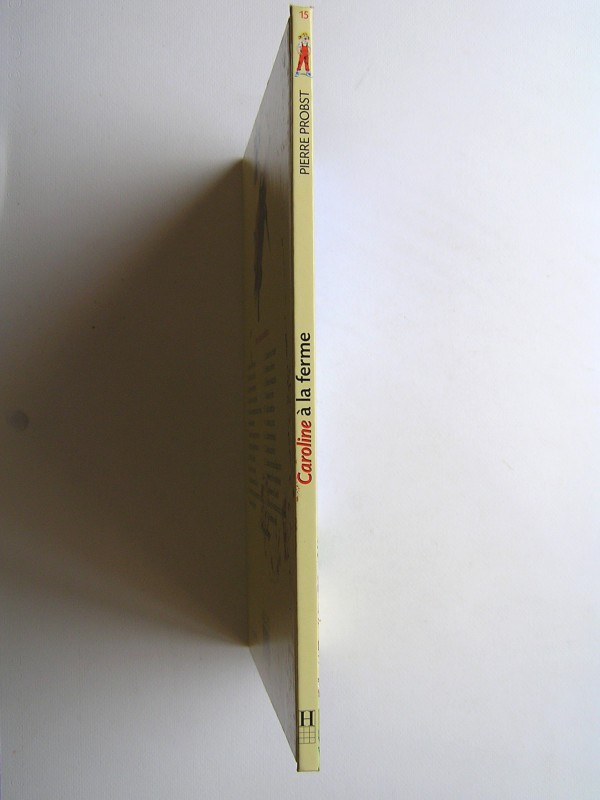 15
PIERRE PROBST
Caroline à la ferme
H